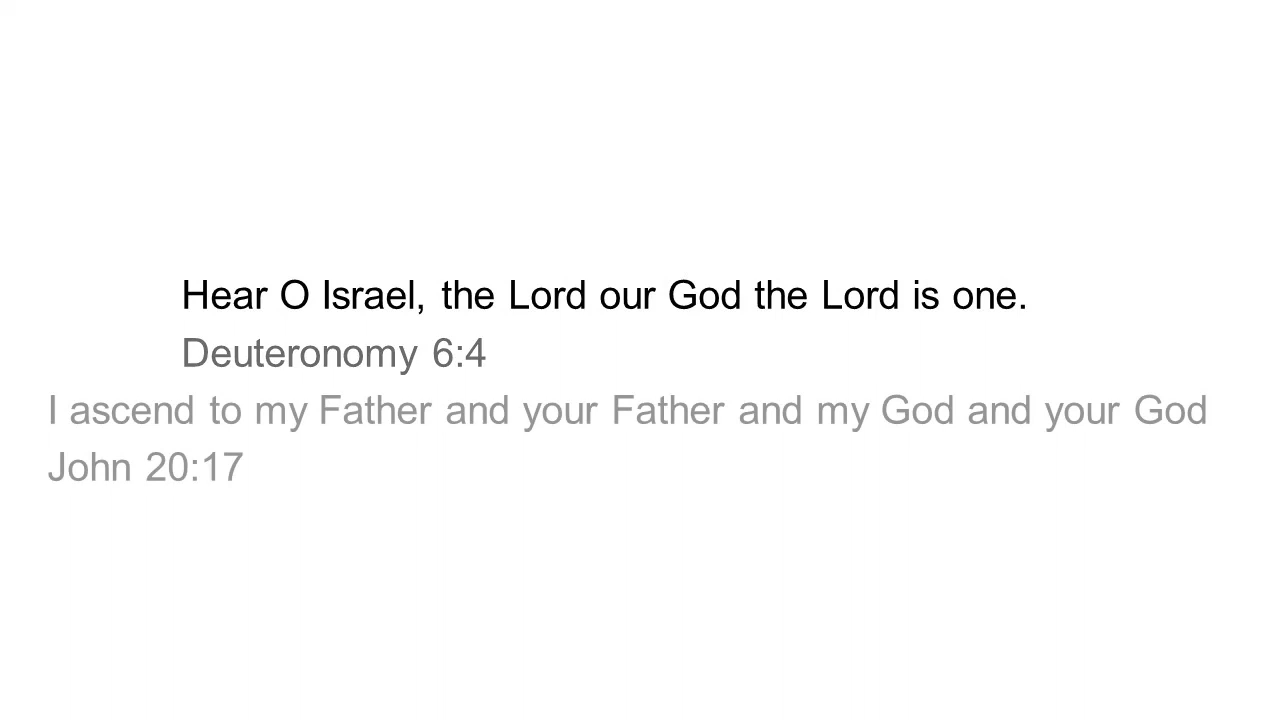 Hear O Israel, the Lord our God the Lord is one.
Deuteronomy 6:4
I ascend to my Father and your Father and my God and your God
John 20:17